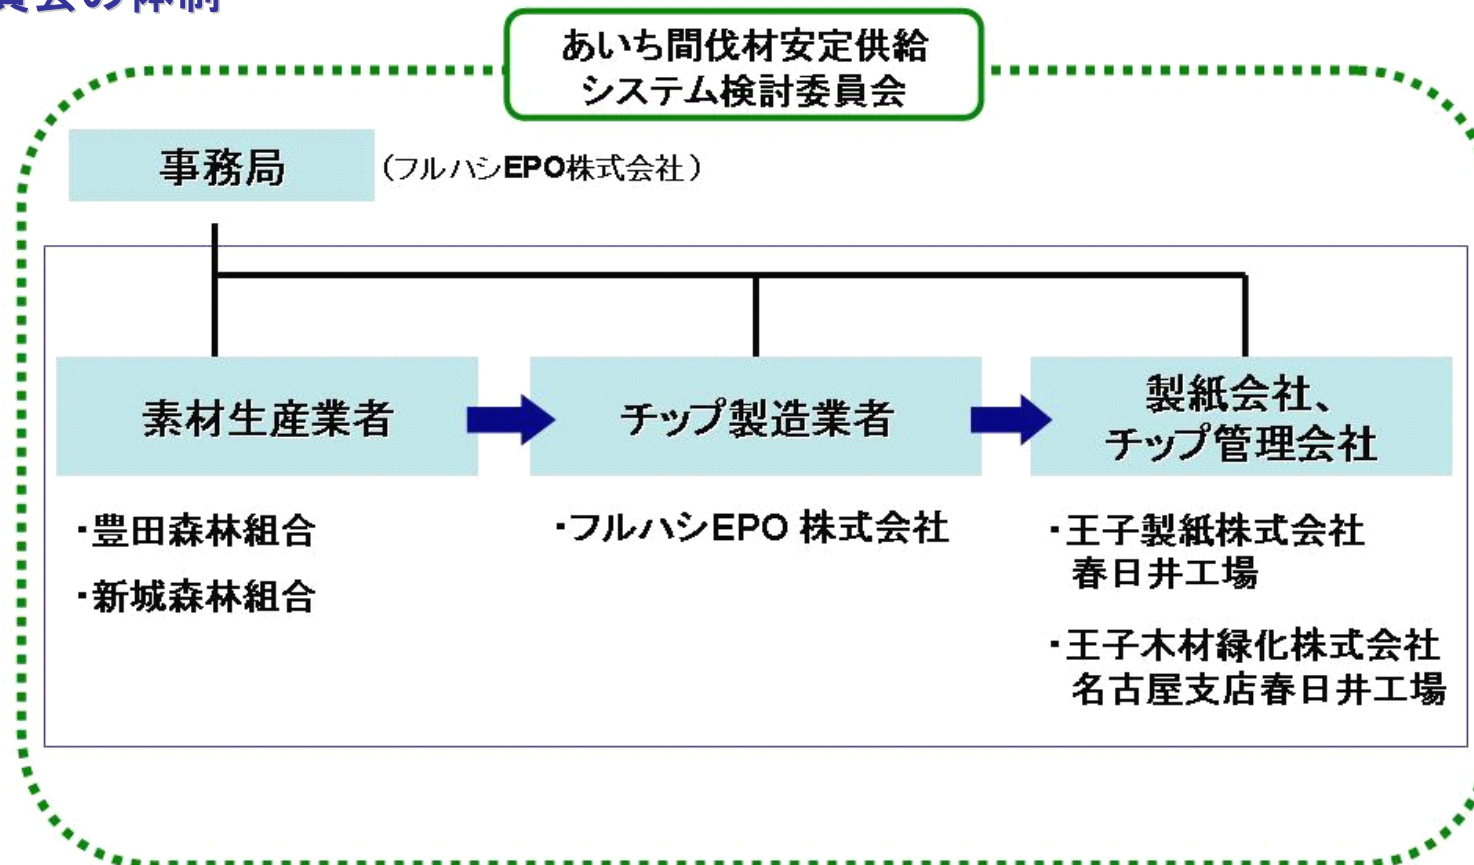 員会の体制
あいち間伐材安定供給
システム検討委員会
事務局
(フルハシEPO株式会社)
素材生産業者
チップ製造業者
製紙会社、
チップ管理会社
・豊田森林組合
・新城森林組合
・フルハシEPO 株式会社
・王子製紙株式会社
春日井工場
・王子木材緑化株式会社
名古屋支店春日井工場